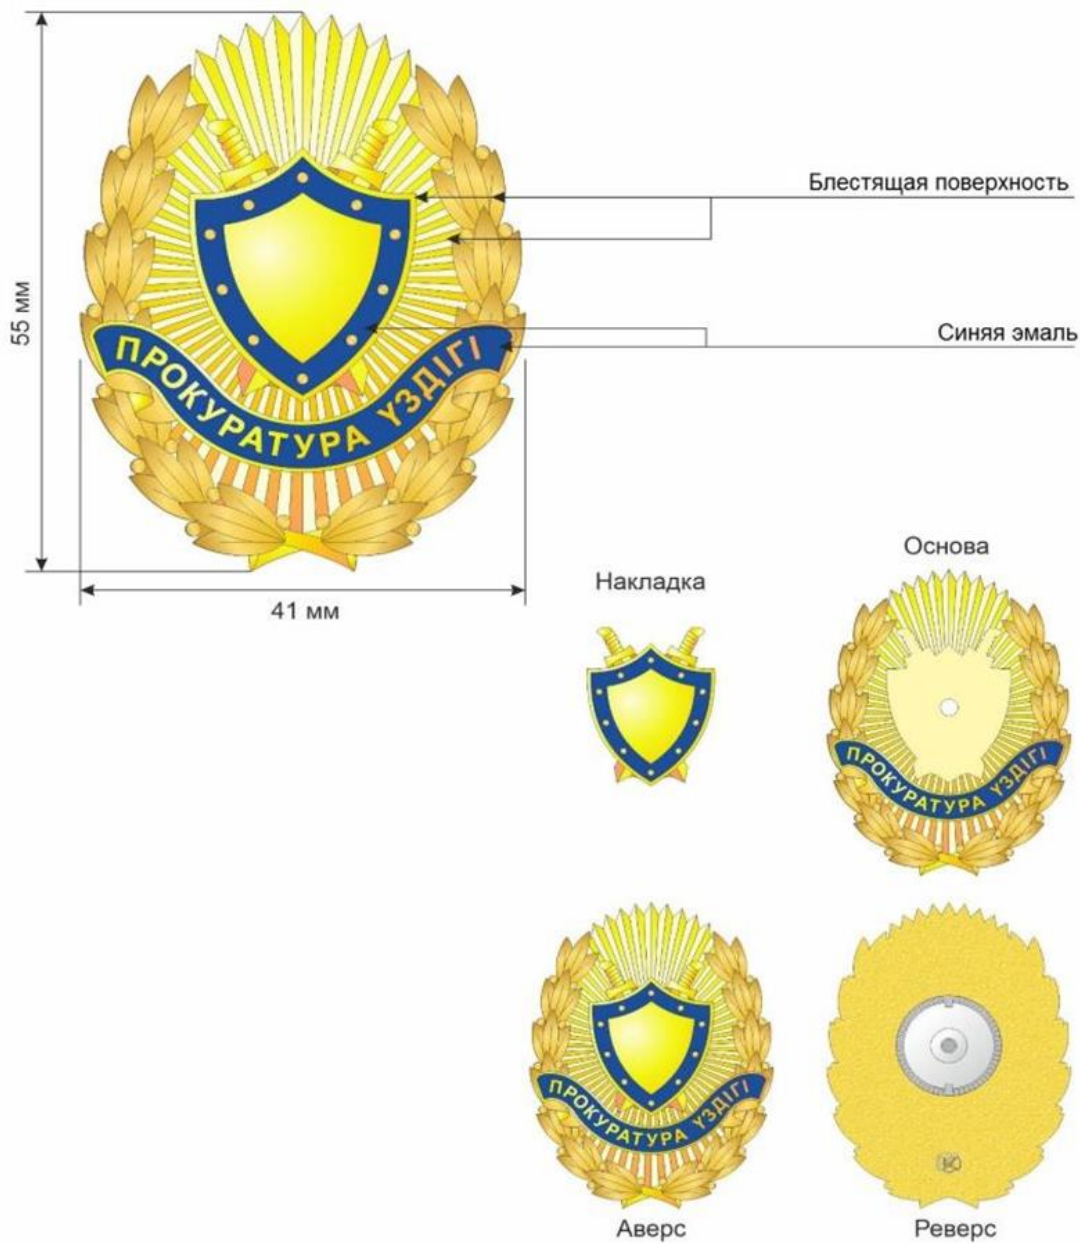 Блестящая поверхность
55 мм
Синяя эмаль
ПРОКУРАТУРА ҮЗДІГІ
41 мм
Основа
Накладка
ПРОКУРАТУРА ҮЗДІГІ
ПРОКУРАТУРА ҮЗДІГІ
Аверс
Реверс